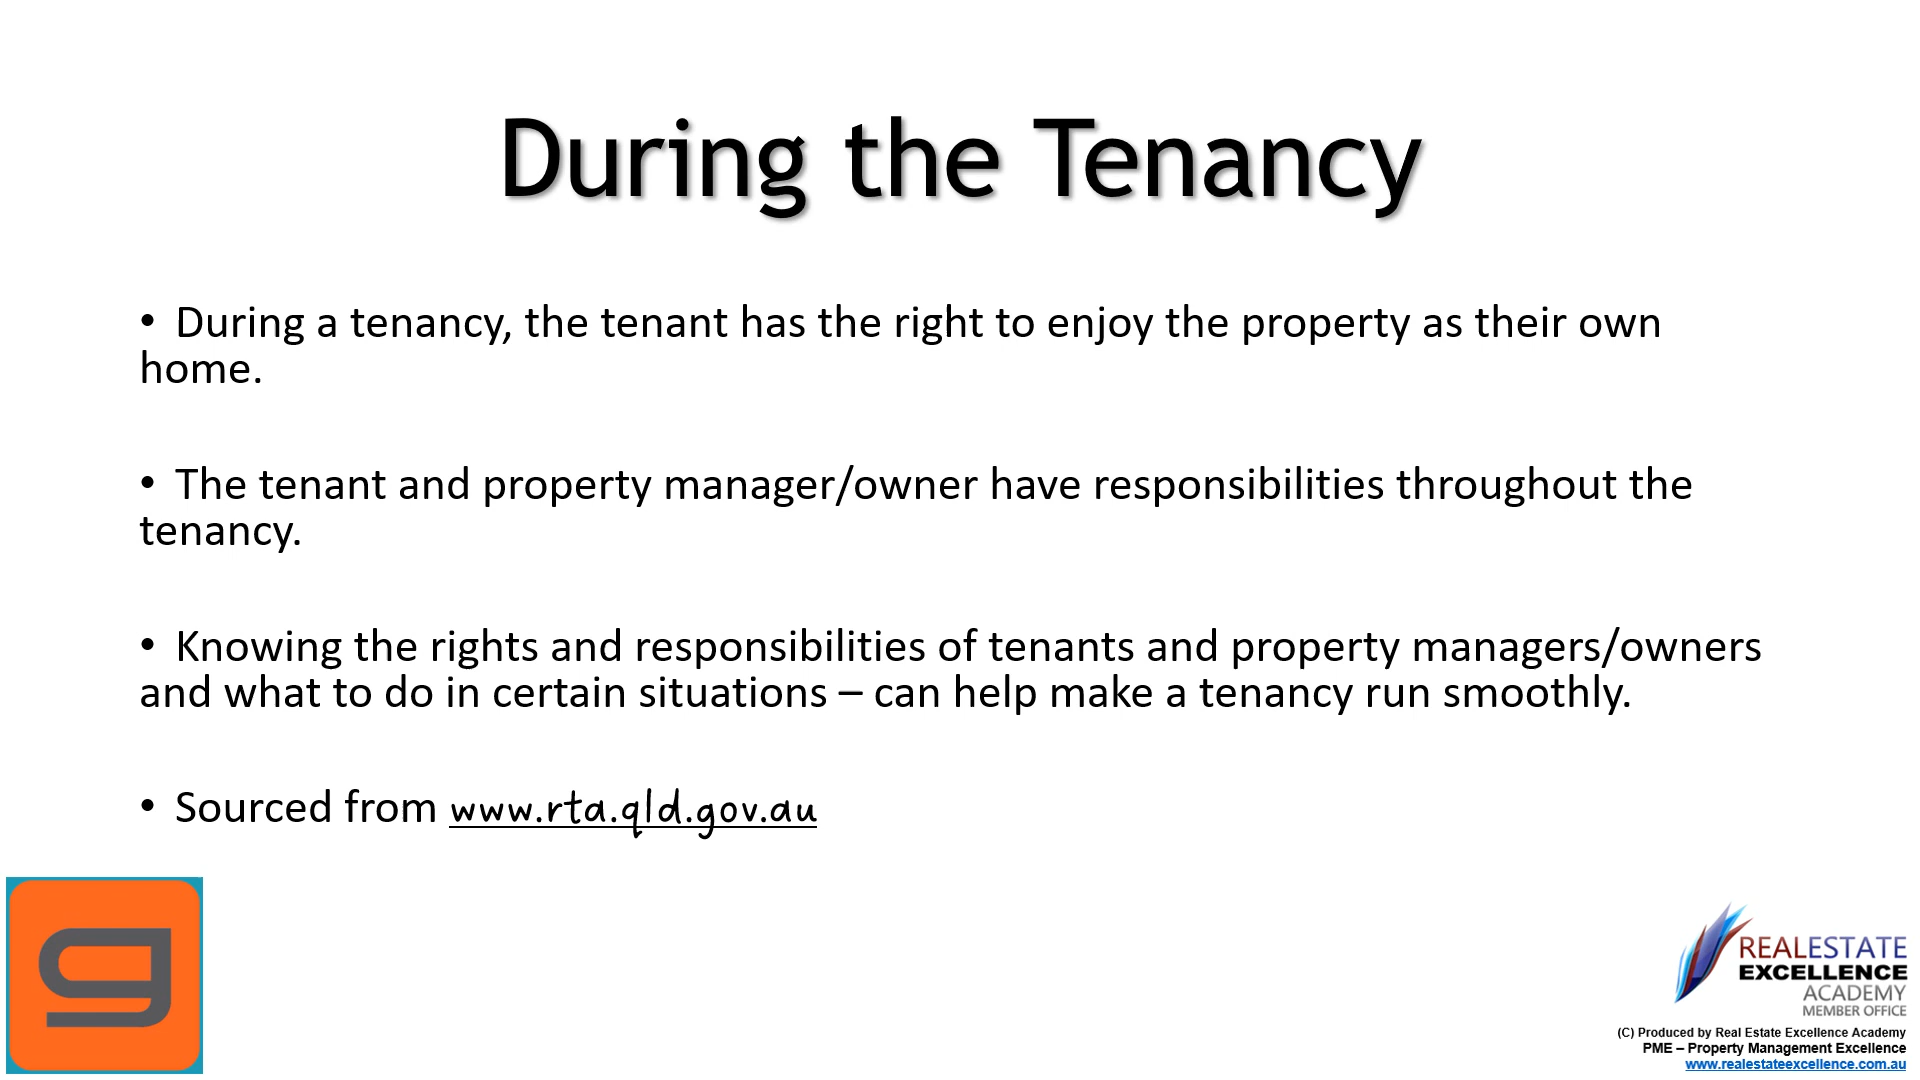 During the Tenancy
• During a tenancy, the tenant has the right to enjoy the property as their own
home.
• The tenant and property manager/owner have responsibilities throughout the
tenancy.
• Knowing the rights and responsibilities of tenants and property managers/owners
and what to do in certain situations – can help make a tenancy run smoothly.
• Sourced from www.rta.qld.gov.au
g
REALESTATE
EXCELLENCE
ACADEMY
MEMBER OFFICE
(C) Produced by Real Estate Excellence Academy
PME – Property Management Excellence
www.realestateexcellence.com.au